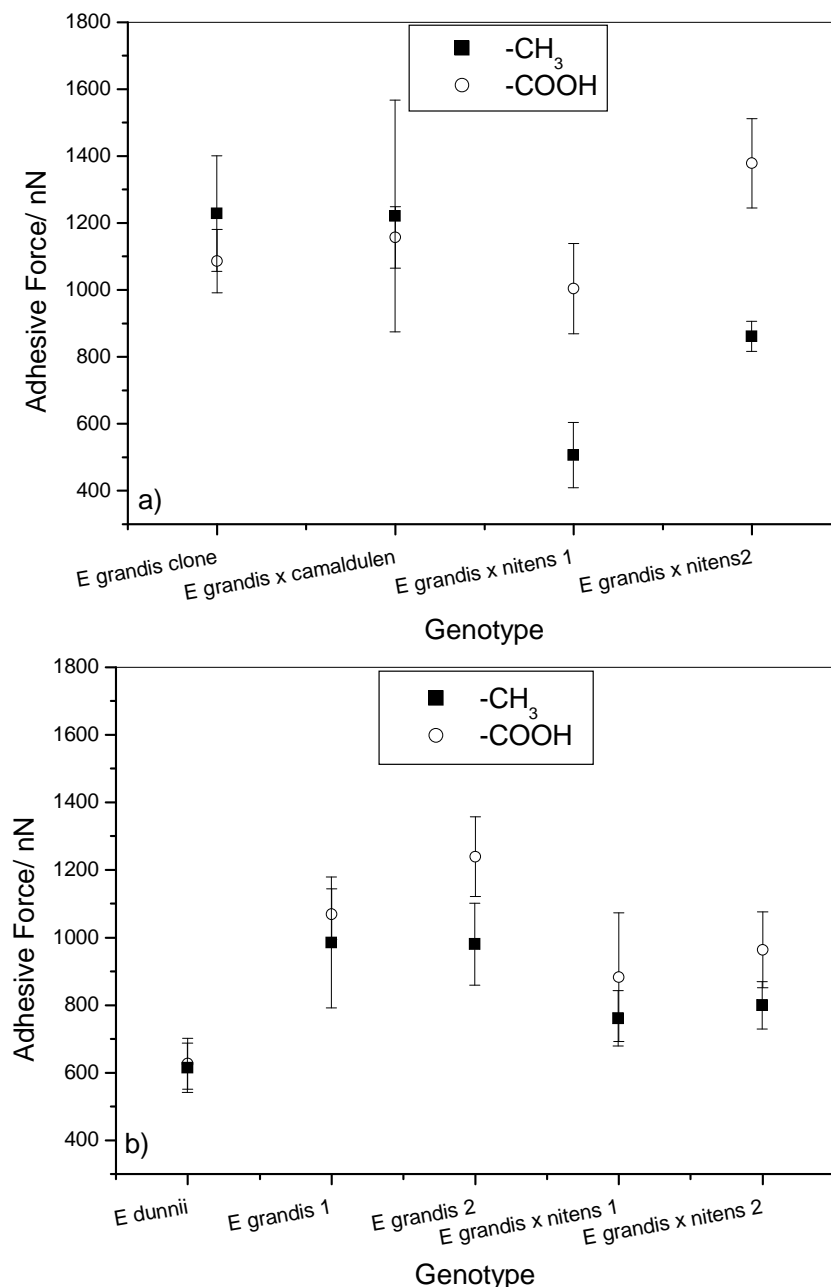 1800
1600
1400
1200
1000
800
600
400
Adhesive Force/ nN
-CH3
-COOH
a)
E grandis clone
E grandis x camaldulen
E grandis x nitens 1
E grandis x nitens2
Genotype
1800
1600
1400
1200
1000
800
600
400
Adhesive Force/ nN
-CH3
-COOH
b)
E dunnii
E grandis 1
E grandis 2
E grandis x nitens 1
E grandis x nitens 2
Genotype